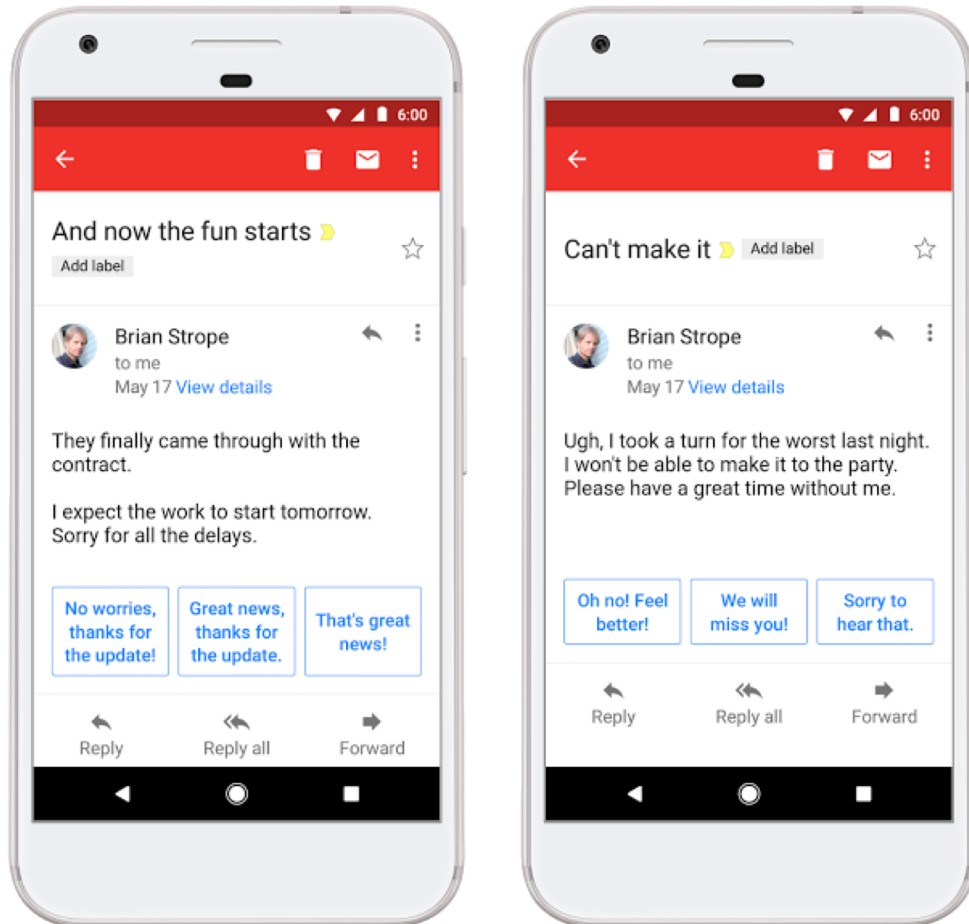 6:00
And now the fun starts
Add label
Brian Strope
to me
May 17 View details
They finally came through with the
contract.
I expect the work to start tomorrow.
Sorry for all the delays.
No worries,
thanks for
the update!
Great news,
thanks for
the update.
That's great
news!
Reply
Reply all
Forward
6:00
Can't make it
Add label
Brian Strope
to me
May 17 View details
Ugh, I took a turn for the worst last night.
I won't be able to make it to the party.
Please have a great time without me.
Oh no! Feel
better!
We will
miss you!
Sorry to
hear that.
Reply
Reply all
Forward